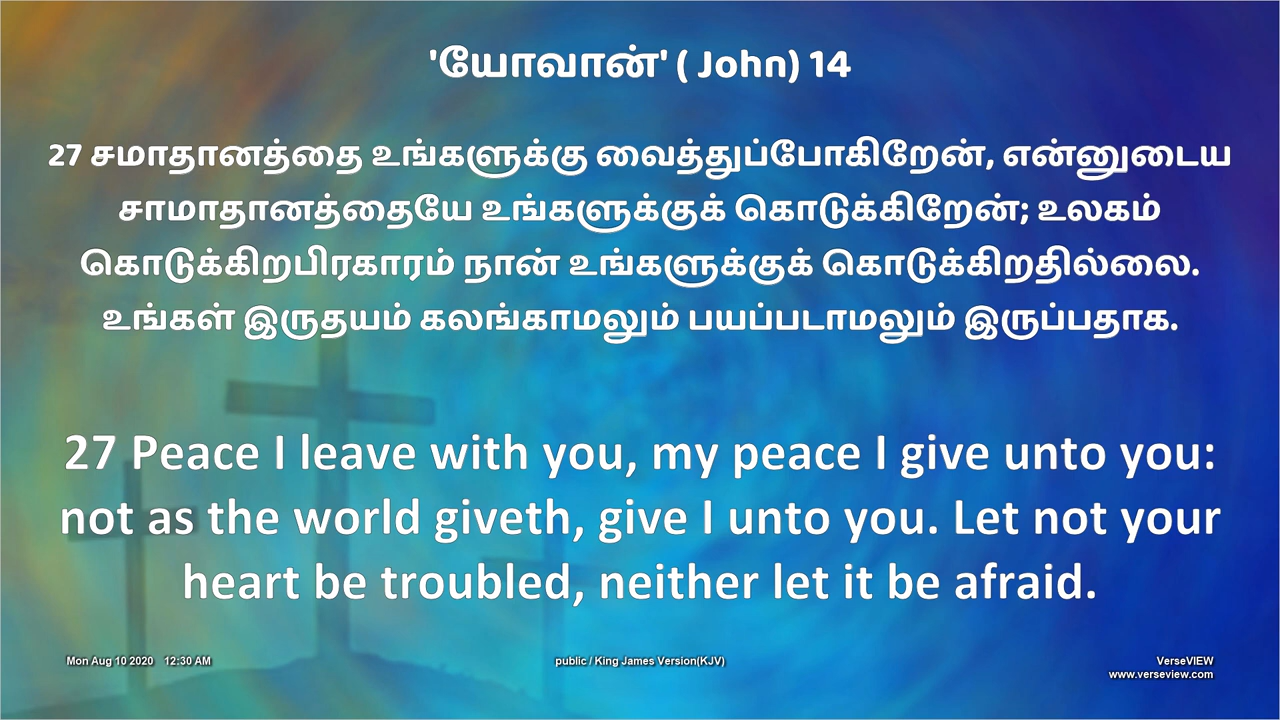 'யோவான்' ( John) 14
27 சமாதானத்தை உங்களுக்கு வைத்துப்போகிறேன், என்னுடைய
சாமாதானத்தையே உங்களுக்குக் கொடுக்கிறேன்; உலகம்
கொடுக்கிறபிரகாரம் நான் உங்களுக்குக் கொடுக்கிறதில்லை.
உங்கள் இருதயம் கலங்காமலும் பயப்படாமலும் இருப்பதாக.
27 Peace I leave with you, my peace I give unto you:
not as the world giveth, give I unto you. Let not your
heart be troubled, neither let it be afraid.
Mon Aug 10 2020 12:30 AM
public / King James Version(KJV)
VerseVIEW
www.verseview.com